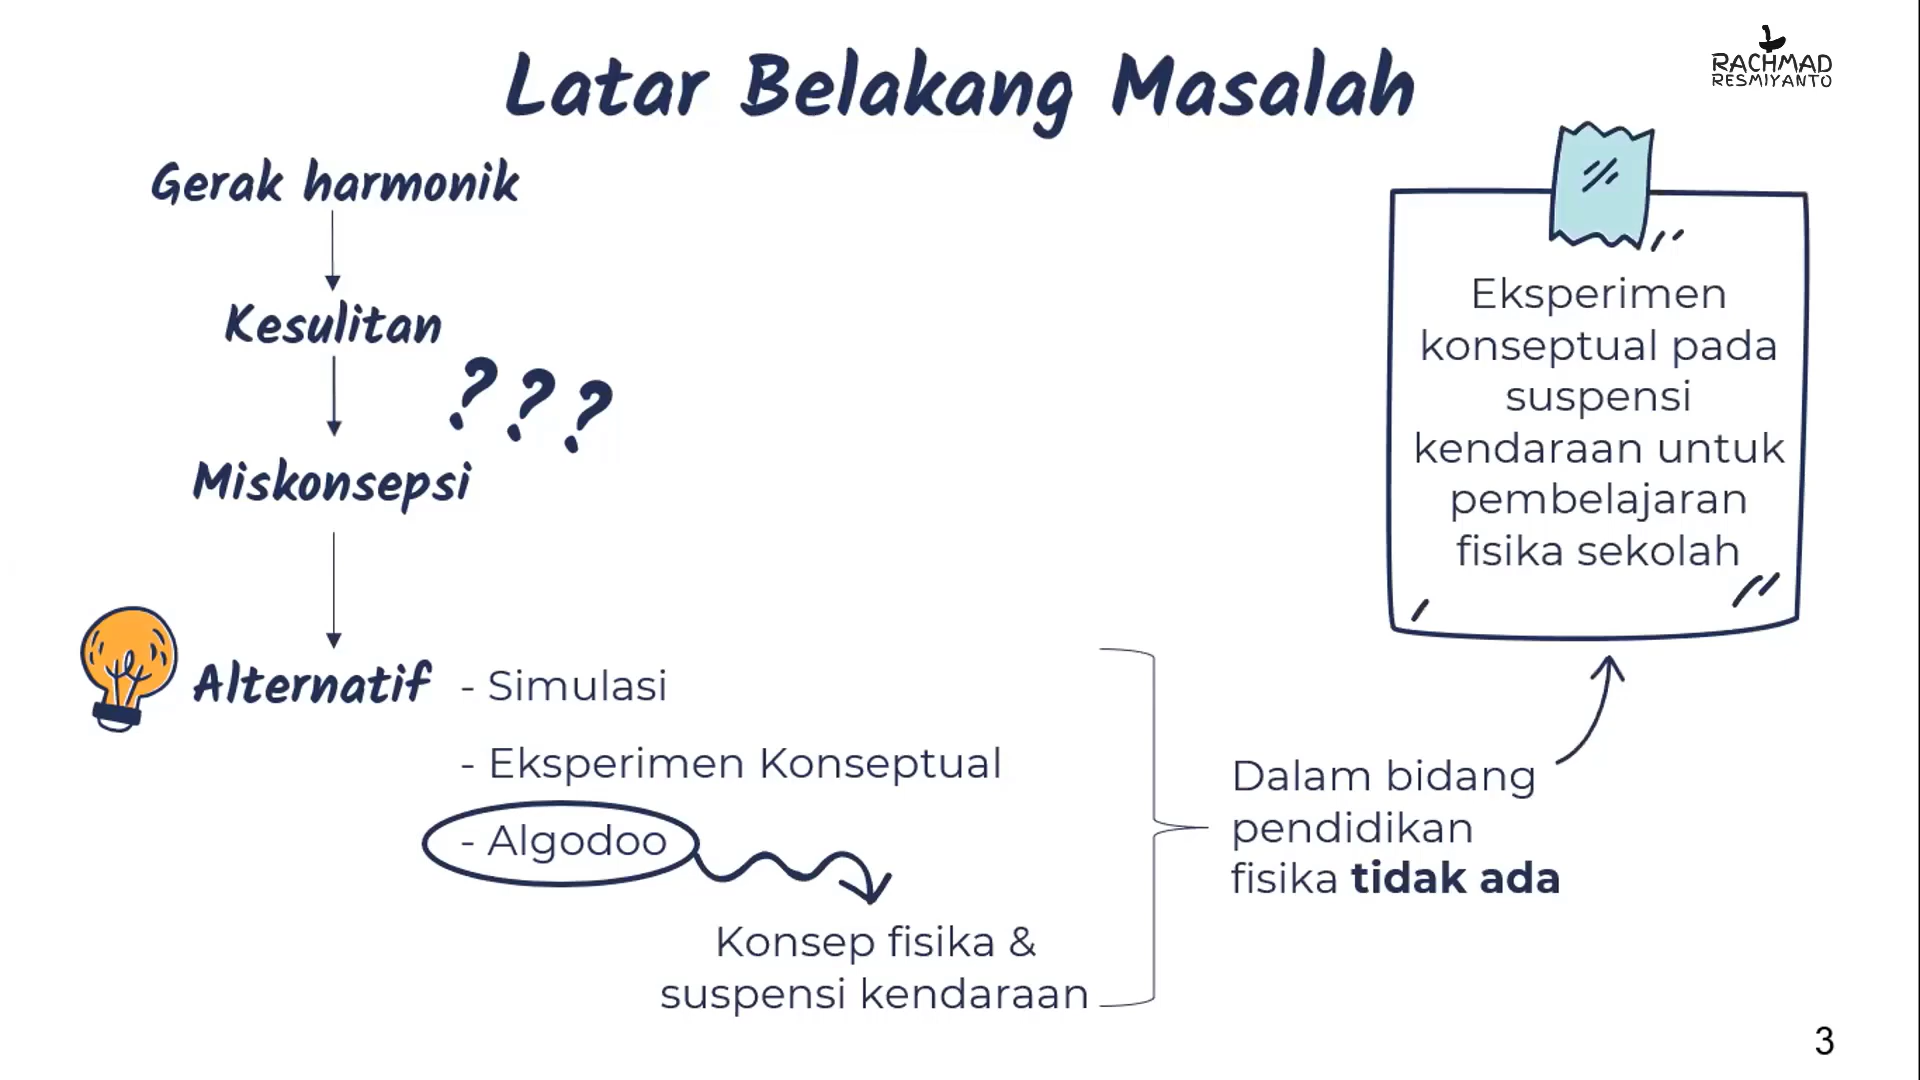 Latar Belakang Masalah
RACHMAD
RESMIYANTO
Gerak harmonik
Kesulitan
???
Miskonsepsi
Alternatif
- Simulasi
- Eksperimen Konseptual
- Algodoo
Konsep fisika &
suspensi kendaraan
Dalam bidang
pendidikan
fisika tidak ada
Eksperimen
konseptual pada
suspensi
kendaraan untuk
pembelajaran
fisika sekolah
3